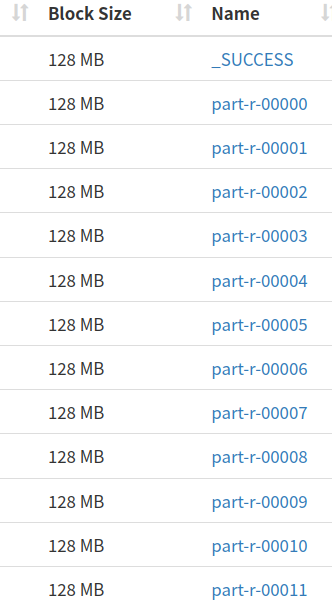 Block Size Name
128 MB _SUCCESS
128 MB part-r-00000
128 MB part-r-00001
128 MB part-r-00002
128 MB part-r-00003
128 MB part-r-00004
128 MB part-r-00005
128 MB part-r-00006
128 MB part-r-00007
128 MB part-r-00008
128 MB part-r-00009
128 MB part-r-00010
128 MB part-r-00011